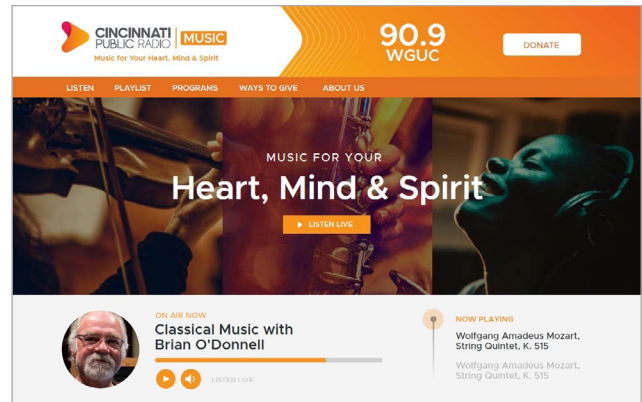 CINCINNATI
PUBLIC RADIO
MUSIC
Music for Your Heart, Mind & Spirit
90.9
WGUC
DONATE
LISTEN PLAYLIST PROGRAMS WAYS TO GIVE ABOUT US
MUSIC FOR YOUR
Heart, Mind & Spirit
LISTEN LIVE
ON AIR NOW
Classical Music with
Brian O'Donnell
LISTEN LIVE
NOW PLAYING
Wolfgang Amadeus Mozart,
String Quintet, K. 515
Wolfgang Amadeus Mozart,
String Quintet, K. 515